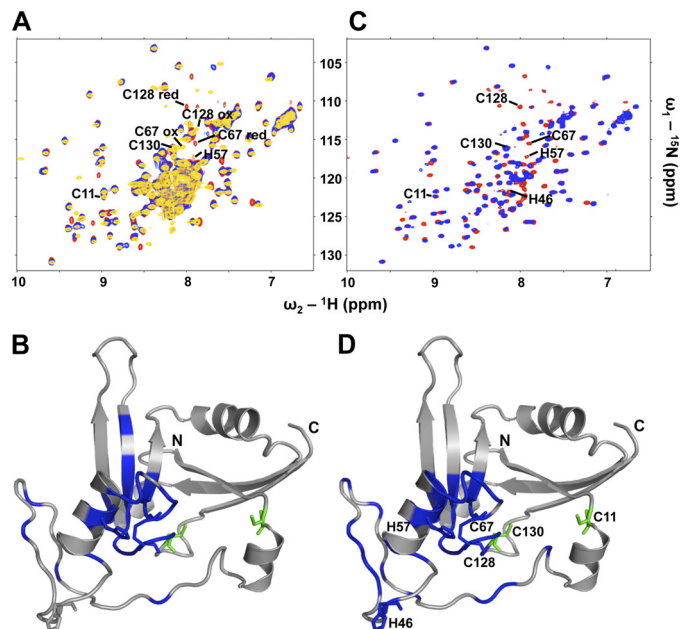 A
C
C128 red
C128 ox
C67 ox
C130
C67 red
H57
C11
C128
C130
C67
H57
C11
H46
105
110
115
120
125
130
ω1 – 15N (ppm)
10
9
8
7
10
9
8
7
ω2 – 1H (ppm)
B
D
N
C
N
C
H57
C67
C130
C11
C128
H46